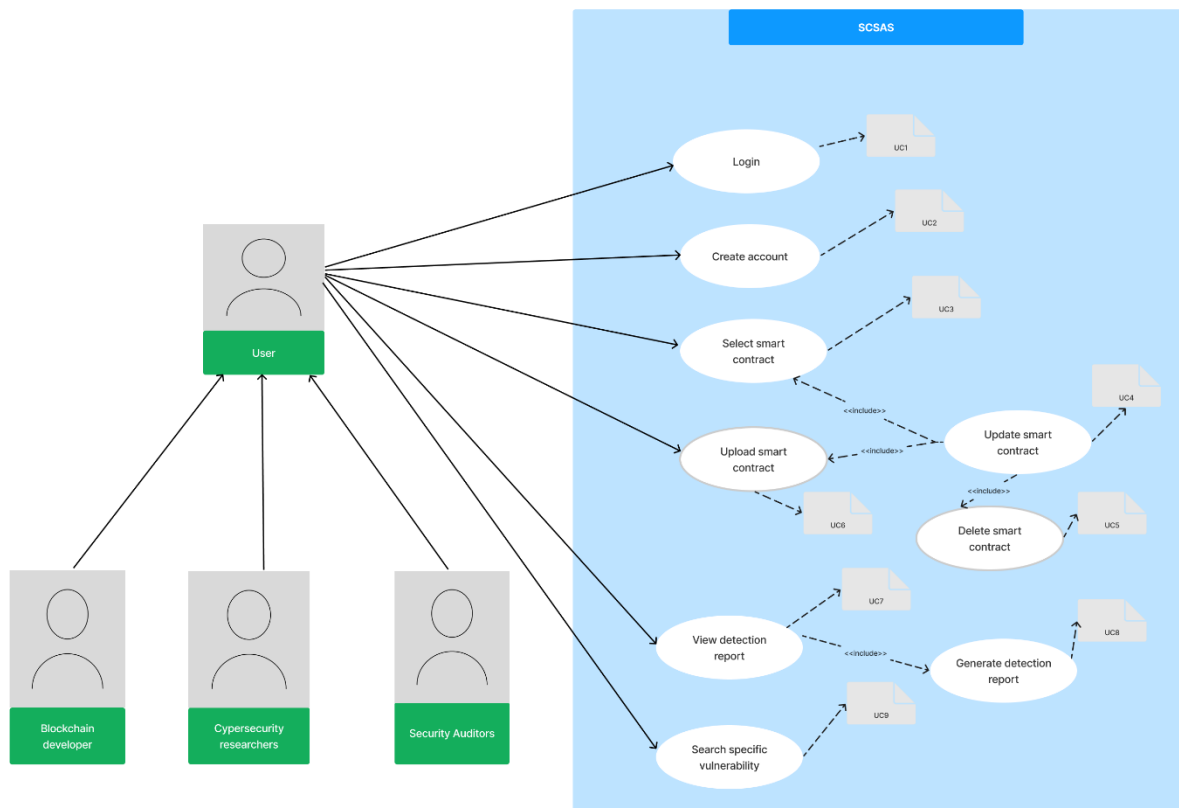 SCSAS
UC1
Login
UC2
Create account
UC3
Select smart
contract
User
UC4
<<include>>
Update smart
contract
Upload smart
contract
<<include>>
<<include>>
UC6
UC5
Delete smart
contract
UC7
UC8
View detection
report
<<include>>
Generate detection
report
UC9
Blockchain
developer
Cypersecurity
researchers
Security Auditors
Search specific
vulnerability